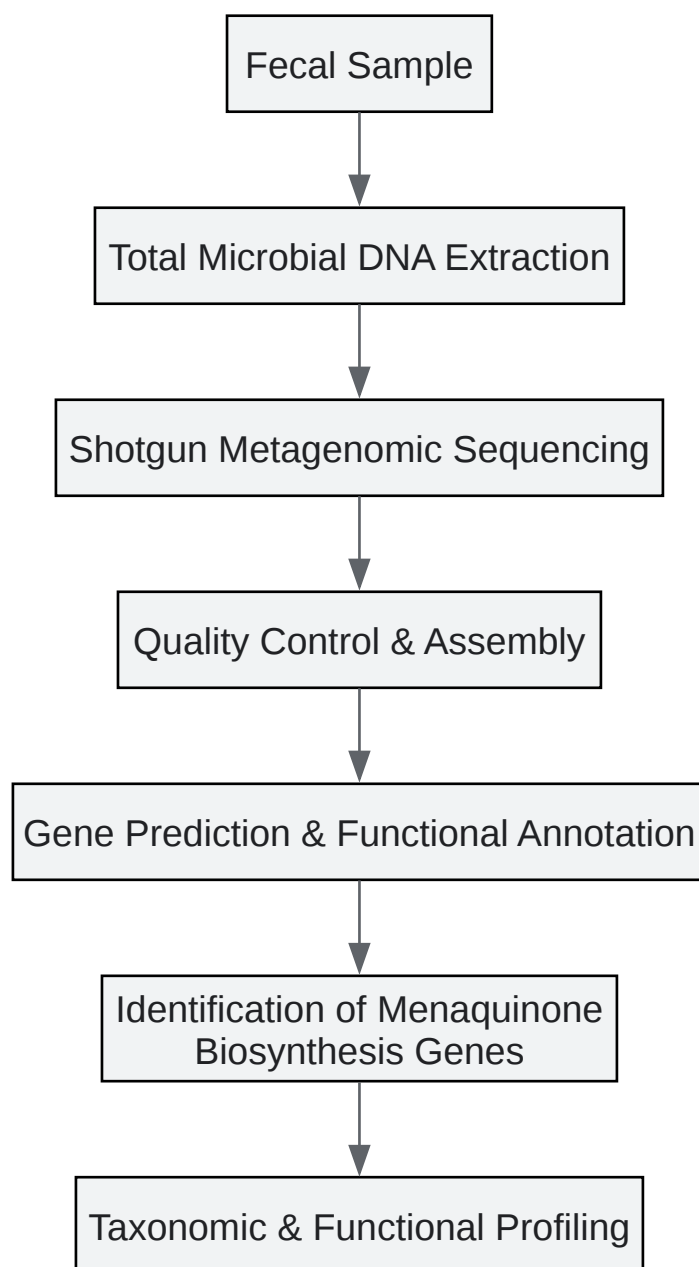 Fecal Sample
Total Microbial DNA Extraction
Shotgun Metagenomic Sequencing
Quality Control & Assembly
Gene Prediction & Functional Annotation
Identification of Menaquinone
Biosynthesis Genes
Taxonomic & Functional Profiling